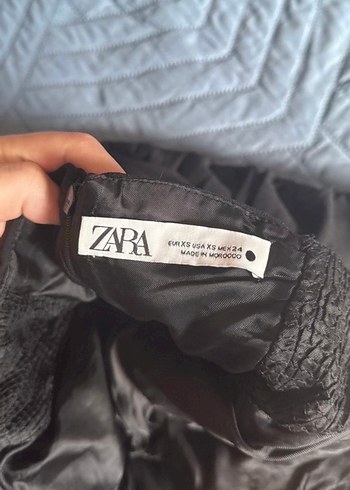 ZARA
EUR XS USA XS MEX 24
MADE IN MOROCCO